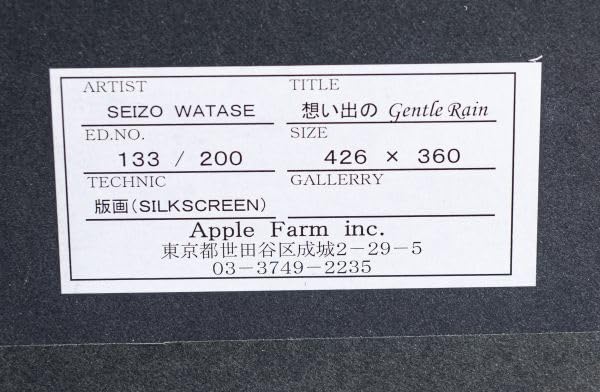 ARTIST
SEIZO WATASE
TITLE
想い出の Gentle Rain
ED.NO.
133 / 200
SIZE
426 × 360
TECHNIC
版画(SILKSCREEN)
GALLERRY
Apple Farm inc.
東京都世田谷区成城2-29-5
03-3749-2235